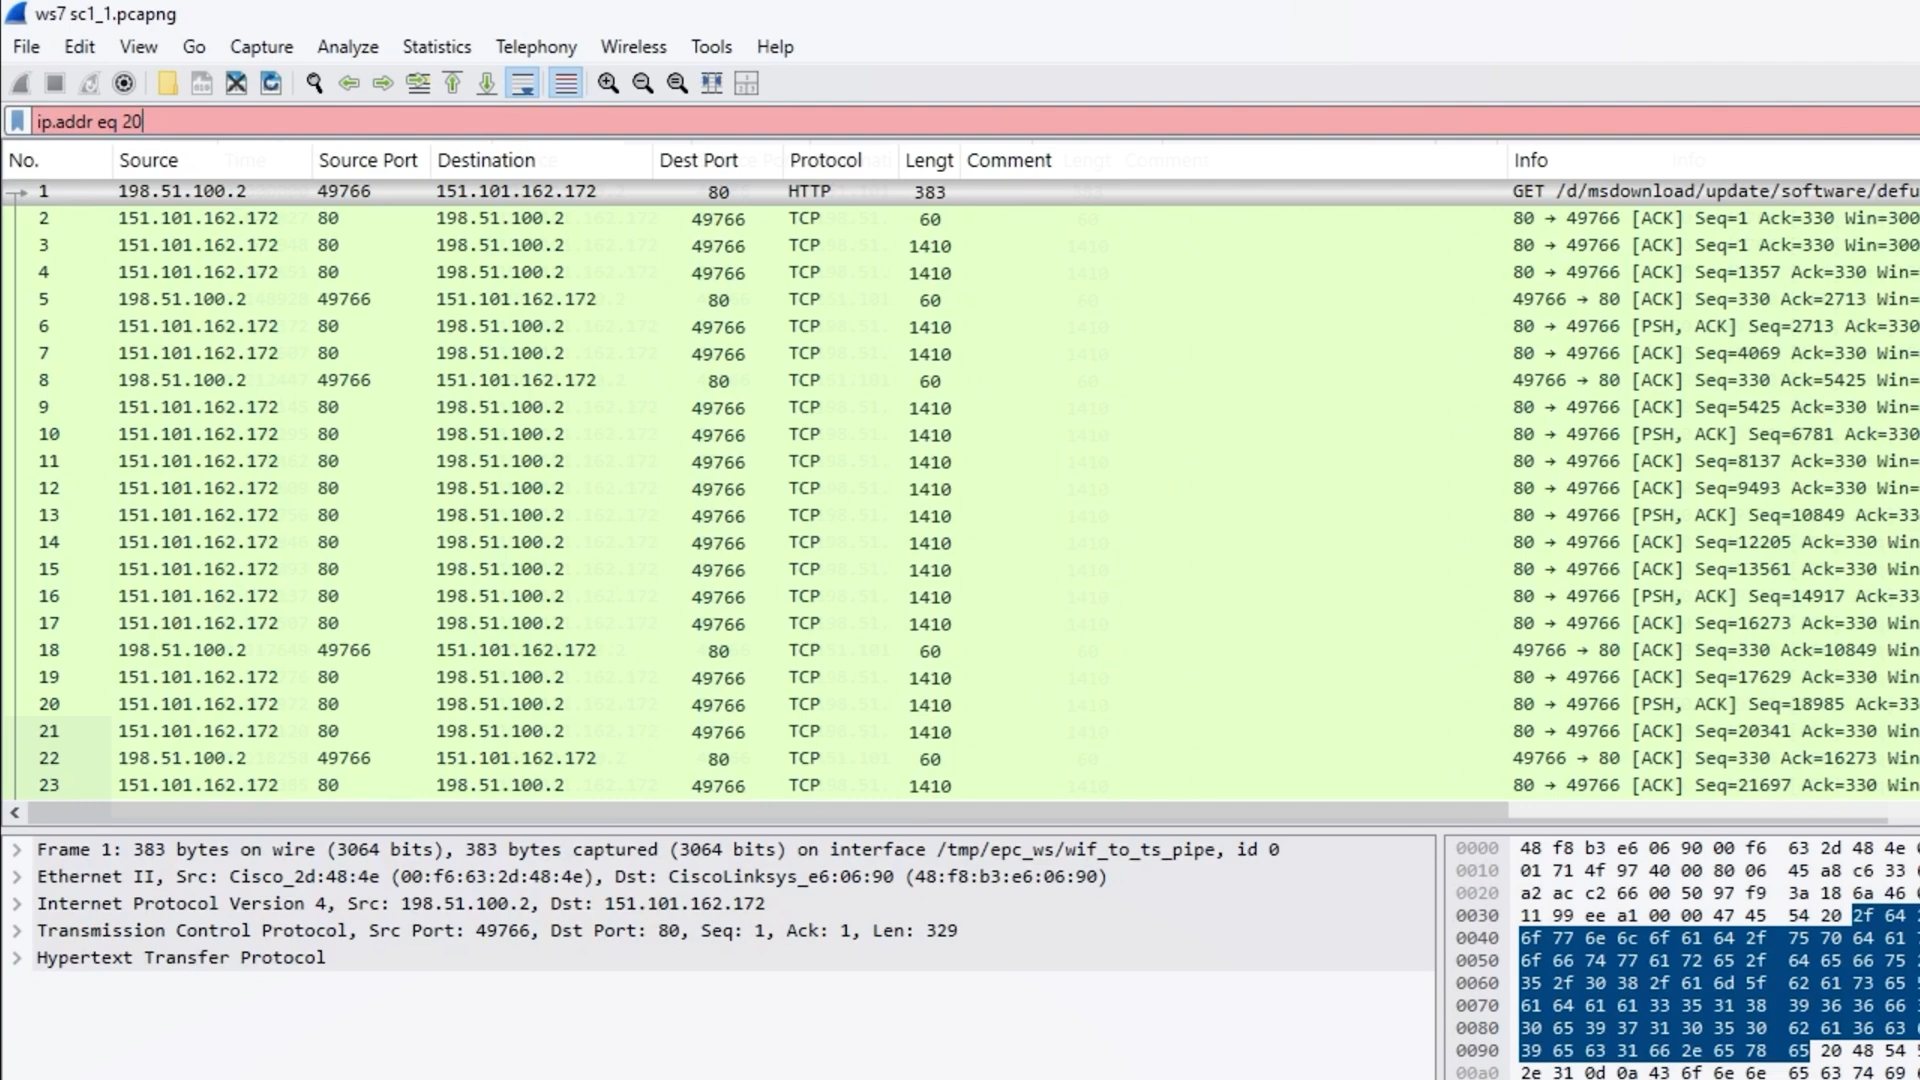 ws7 sc1_1.pcapng
File Edit View Go Capture Analyze Statistics Telephony Wireless Tools Help
ip.addr eq 20
No. Source Source Port Destination Dest Port Protocol Lengt Comment Info
1 198.51.100.2 49766 151.101.162.172 80 HTTP 383 GET /d/msdownload/update/software/defu
2 151.101.162.172 80 198.51.100.2 49766 TCP 60 80 → 49766 [ACK] Seq=1 Ack=330 Win=300
3 151.101.162.172 80 198.51.100.2 49766 TCP 1410 80 → 49766 [ACK] Seq=1 Ack=330 Win=300
4 151.101.162.172 80 198.51.100.2 49766 TCP 1410 80 → 49766 [ACK] Seq=1357 Ack=330 Win=
5 198.51.100.2 49766 151.101.162.172 80 TCP 60 49766 → 80 [ACK] Seq=330 Ack=2713 Win=
6 151.101.162.172 80 198.51.100.2 49766 TCP 1410 80 → 49766 [PSH, ACK] Seq=2713 Ack=330
7 151.101.162.172 80 198.51.100.2 49766 TCP 1410 80 → 49766 [ACK] Seq=4069 Ack=330 Win=
8 198.51.100.2 49766 151.101.162.172 80 TCP 60 49766 → 80 [ACK] Seq=330 Ack=5425 Win=
9 151.101.162.172 80 198.51.100.2 49766 TCP 1410 80 → 49766 [ACK] Seq=5425 Ack=330 Win=
10 151.101.162.172 80 198.51.100.2 49766 TCP 1410 80 → 49766 [PSH, ACK] Seq=6781 Ack=330
11 151.101.162.172 80 198.51.100.2 49766 TCP 1410 80 → 49766 [ACK] Seq=8137 Ack=330 Win=
12 151.101.162.172 80 198.51.100.2 49766 TCP 1410 80 → 49766 [ACK] Seq=9493 Ack=330 Win=
13 151.101.162.172 80 198.51.100.2 49766 TCP 1410 80 → 49766 [PSH, ACK] Seq=10849 Ack=33
14 151.101.162.172 80 198.51.100.2 49766 TCP 1410 80 → 49766 [ACK] Seq=12205 Ack=330 Win
15 151.101.162.172 80 198.51.100.2 49766 TCP 1410 80 → 49766 [ACK] Seq=13561 Ack=330 Win
16 151.101.162.172 80 198.51.100.2 49766 TCP 1410 80 → 49766 [PSH, ACK] Seq=14917 Ack=33
17 151.101.162.172 80 198.51.100.2 49766 TCP 1410 80 → 49766 [ACK] Seq=16273 Ack=330 Win
18 198.51.100.2 49766 151.101.162.172 80 TCP 60 49766 → 80 [ACK] Seq=330 Ack=10849 Win
19 151.101.162.172 80 198.51.100.2 49766 TCP 1410 80 → 49766 [ACK] Seq=17629 Ack=330 Win
20 151.101.162.172 80 198.51.100.2 49766 TCP 1410 80 → 49766 [PSH, ACK] Seq=18985 Ack=33
21 151.101.162.172 80 198.51.100.2 49766 TCP 1410 80 → 49766 [ACK] Seq=20341 Ack=330 Win
22 198.51.100.2 49766 151.101.162.172 80 TCP 60 49766 → 80 [ACK] Seq=330 Ack=16273 Win
23 151.101.162.172 80 198.51.100.2 49766 TCP 1410 80 → 49766 [ACK] Seq=21697 Ack=330 Win
Frame 1: 383 bytes on wire (3064 bits), 383 bytes captured (3064 bits) on interface /tmp/epc_ws/wif_to_ts_pipe, id 0
Ethernet II, Src: Cisco_2d:48:4e (00:f6:63:2d:48:4e), Dst: CiscoLinksys_e6:06:90 (48:f8:b3:e6:06:90)
Internet Protocol Version 4, Src: 198.51.100.2, Dst: 151.101.162.172
Transmission Control Protocol, Src Port: 49766, Dst Port: 80, Seq: 1, Ack: 1, Len: 329
Hypertext Transfer Protocol
0000 48 f8 b3 e6 06 90 00 f6 63 2d 48 4e
0010 01 71 4f 97 40 00 80 06 45 a8 c6 33
0020 a2 ac c2 66 00 50 97 f9 3a 18 6a 46
0030 11 99 ee a1 00 00 47 45 54 20 2f 64
0040 6f 77 6e 6c 6f 61 64 2f 75 70 64 61
0050 6f 66 74 77 61 72 65 2f 64 65 66 75
0060 35 2f 30 38 2f 61 6d 5f 62 61 73 65
0070 61 64 61 61 33 35 31 38 39 36 36 66
0080 30 65 39 37 31 30 35 30 62 61 36 63
0090 39 65 63 31 66 2e 65 78 65 20 48 54
00a0 2e 31 0d 0a 43 6f 6e 6e 65 63 74 69